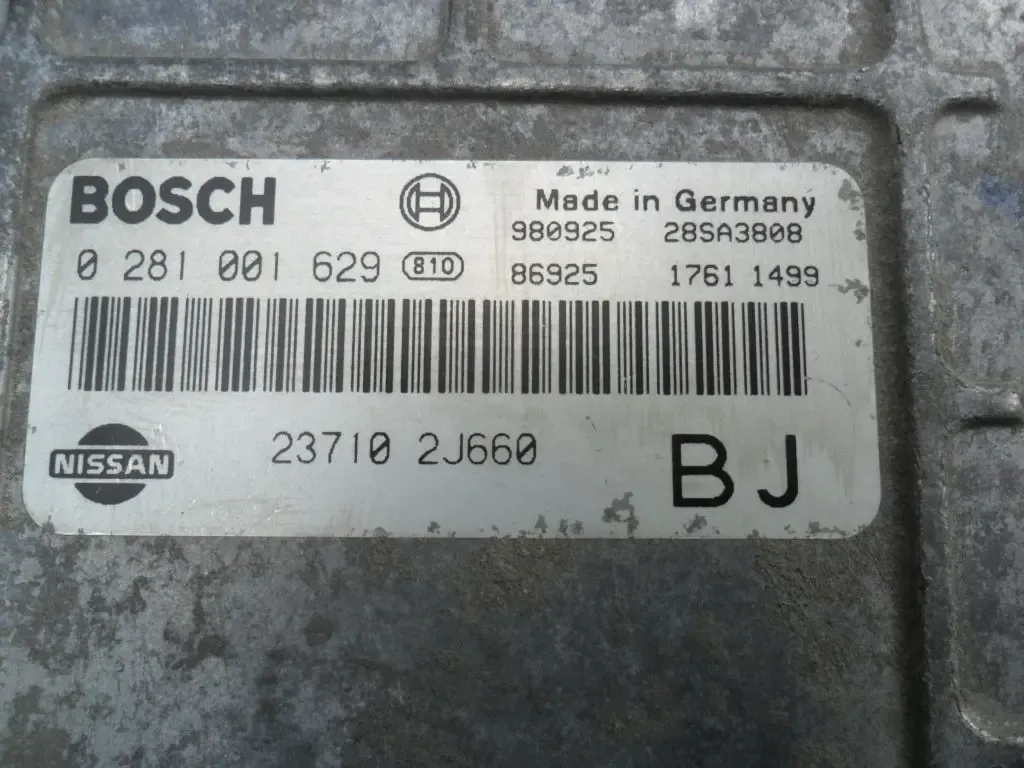 BOSCH
Made in Germany
980925 28SA3808
0 281 001 629 810
86925 1761 1499
NISSAN
23710 2J660
BJ